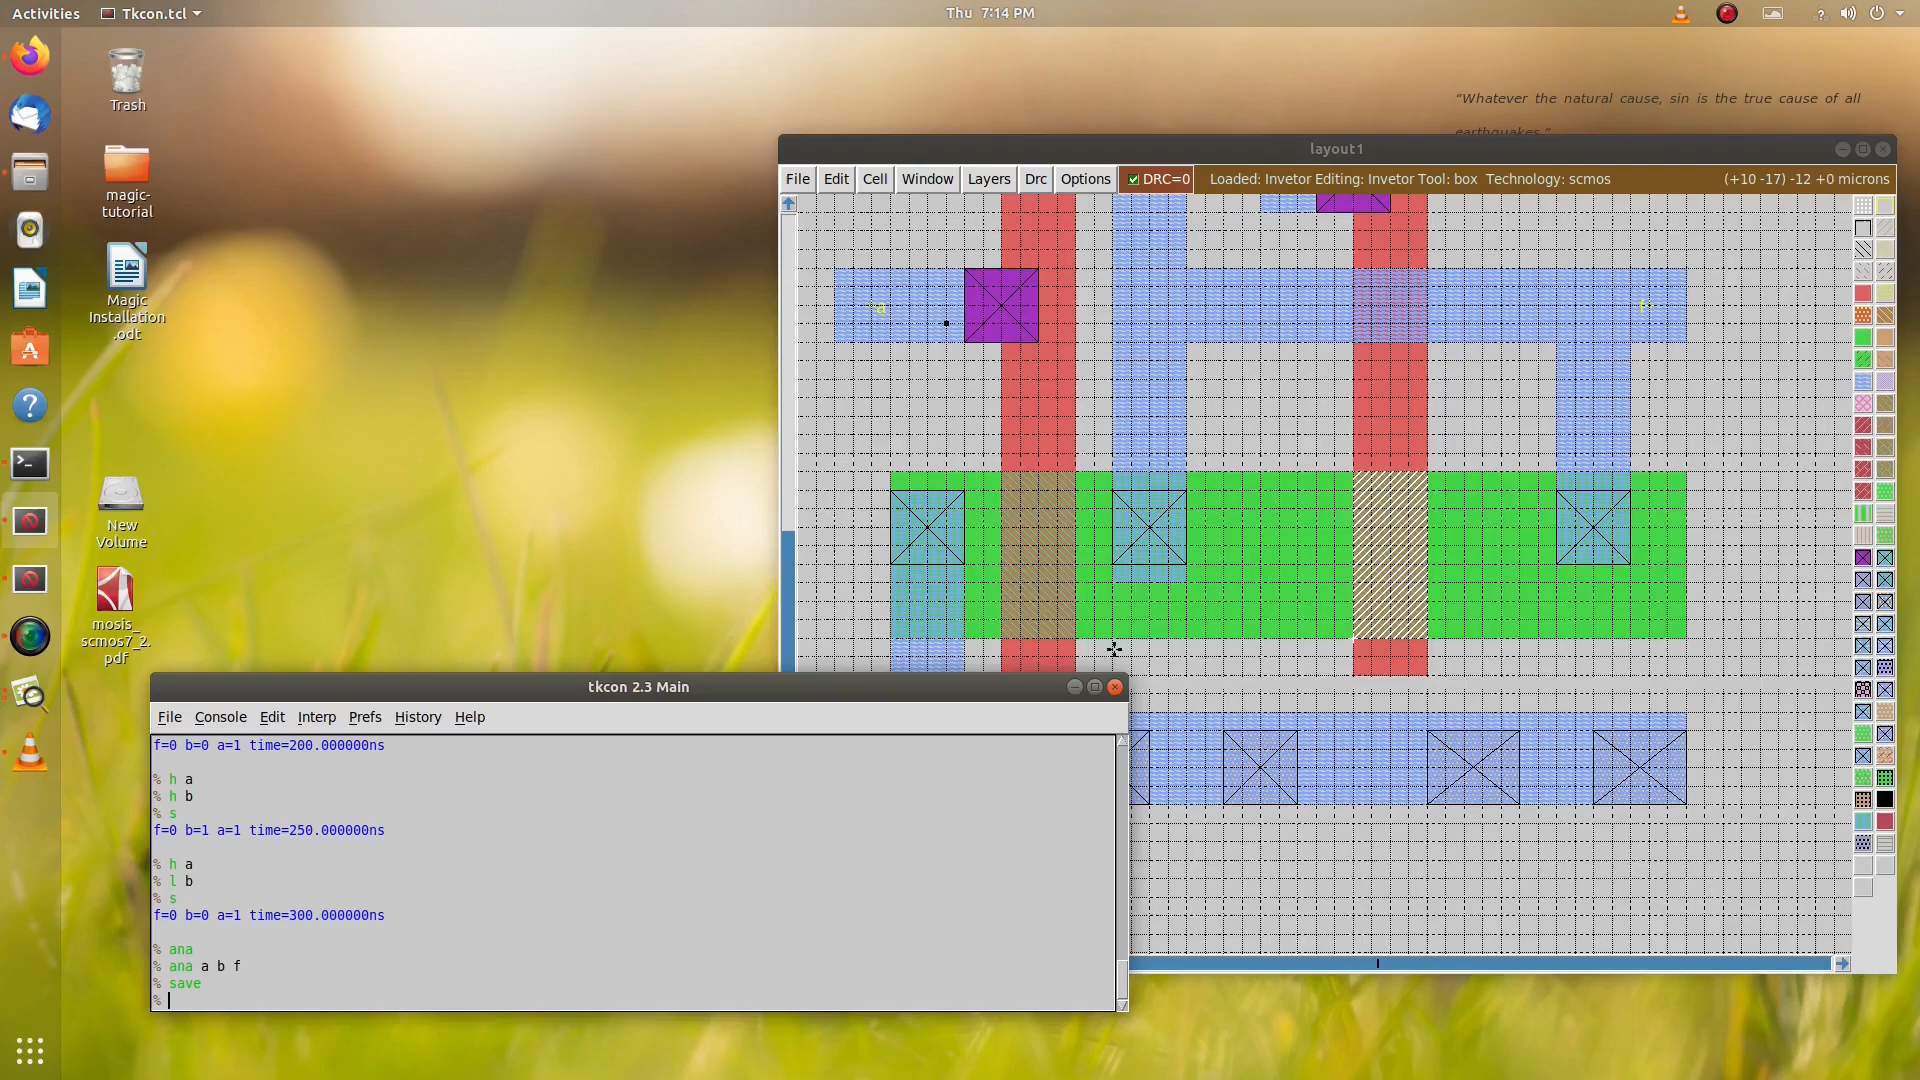 Activities
Tkcon.tcl
Thu 7:14 PM
?
Trash
magic-
tutorial
Magic
Installation
.odt
New
Volume
mosis_
scmos7_2.
pdf
“Whatever the natural cause, sin is the true cause of all
earthquakes.”
layout1
File Edit Cell Window Layers Drc Options DRC=0 Loaded: Invetor Editing: Invetor Tool: box Technology: scmos (+10 -17) -12 +0 microns
a
f
tkcon 2.3 Main
File Console Edit Interp Prefs History Help
f=0 b=0 a=1 time=200.000000ns
% h a
% h b
% s
f=0 b=1 a=1 time=250.000000ns
% h a
% l b
% s
f=0 b=0 a=1 time=300.000000ns
% ana
% ana a b f
% save
%